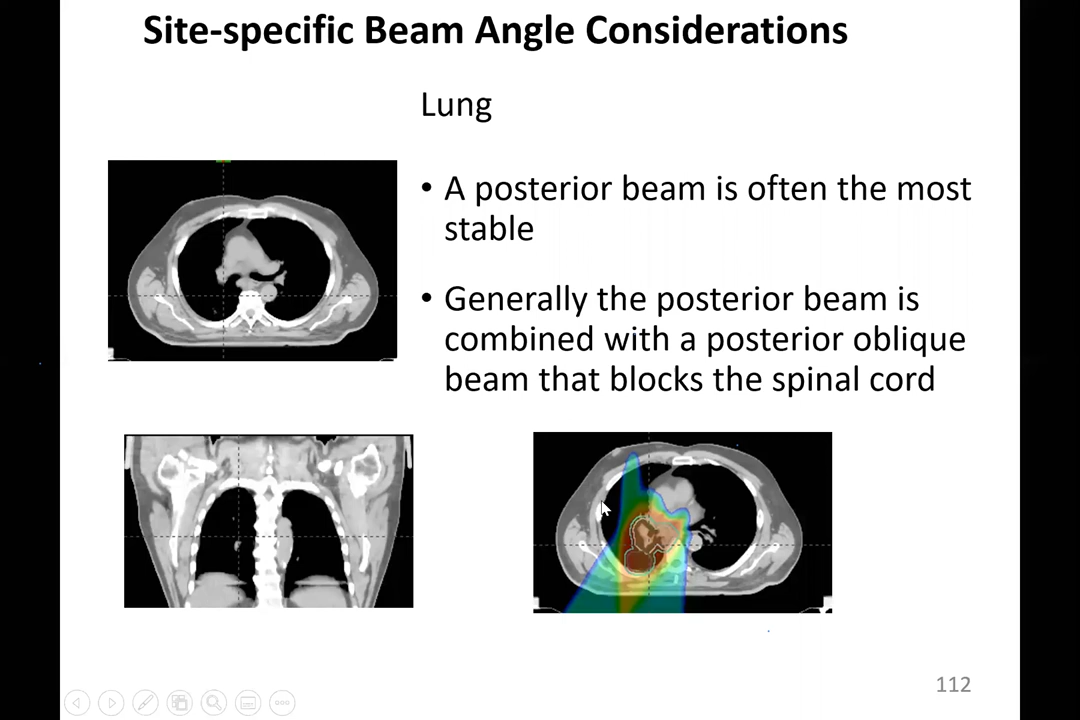 Site-specific Beam Angle Considerations
Lung
• A posterior beam is often the most
stable
• Generally the posterior beam is
combined with a posterior oblique
beam that blocks the spinal cord
112